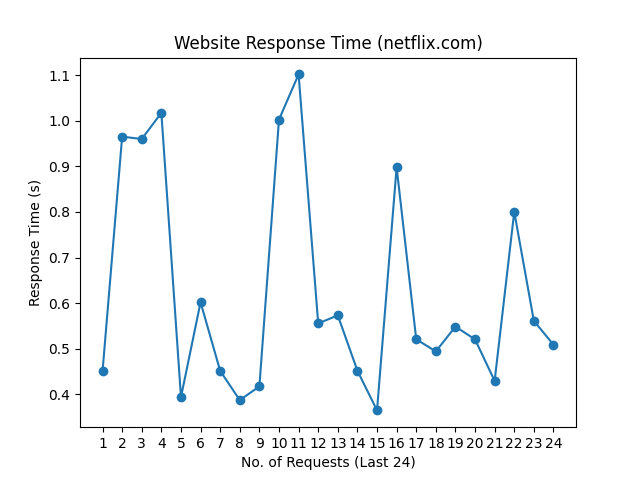 Website Response Time (netflix.com)
Response Time (s)
1.1
1.0
0.9
0.8
0.7
0.6
0.5
0.4
1 2 3 4 5 6 7 8 9 10 11 12 13 14 15 16 17 18 19 20 21 22 23 24
No. of Requests (Last 24)